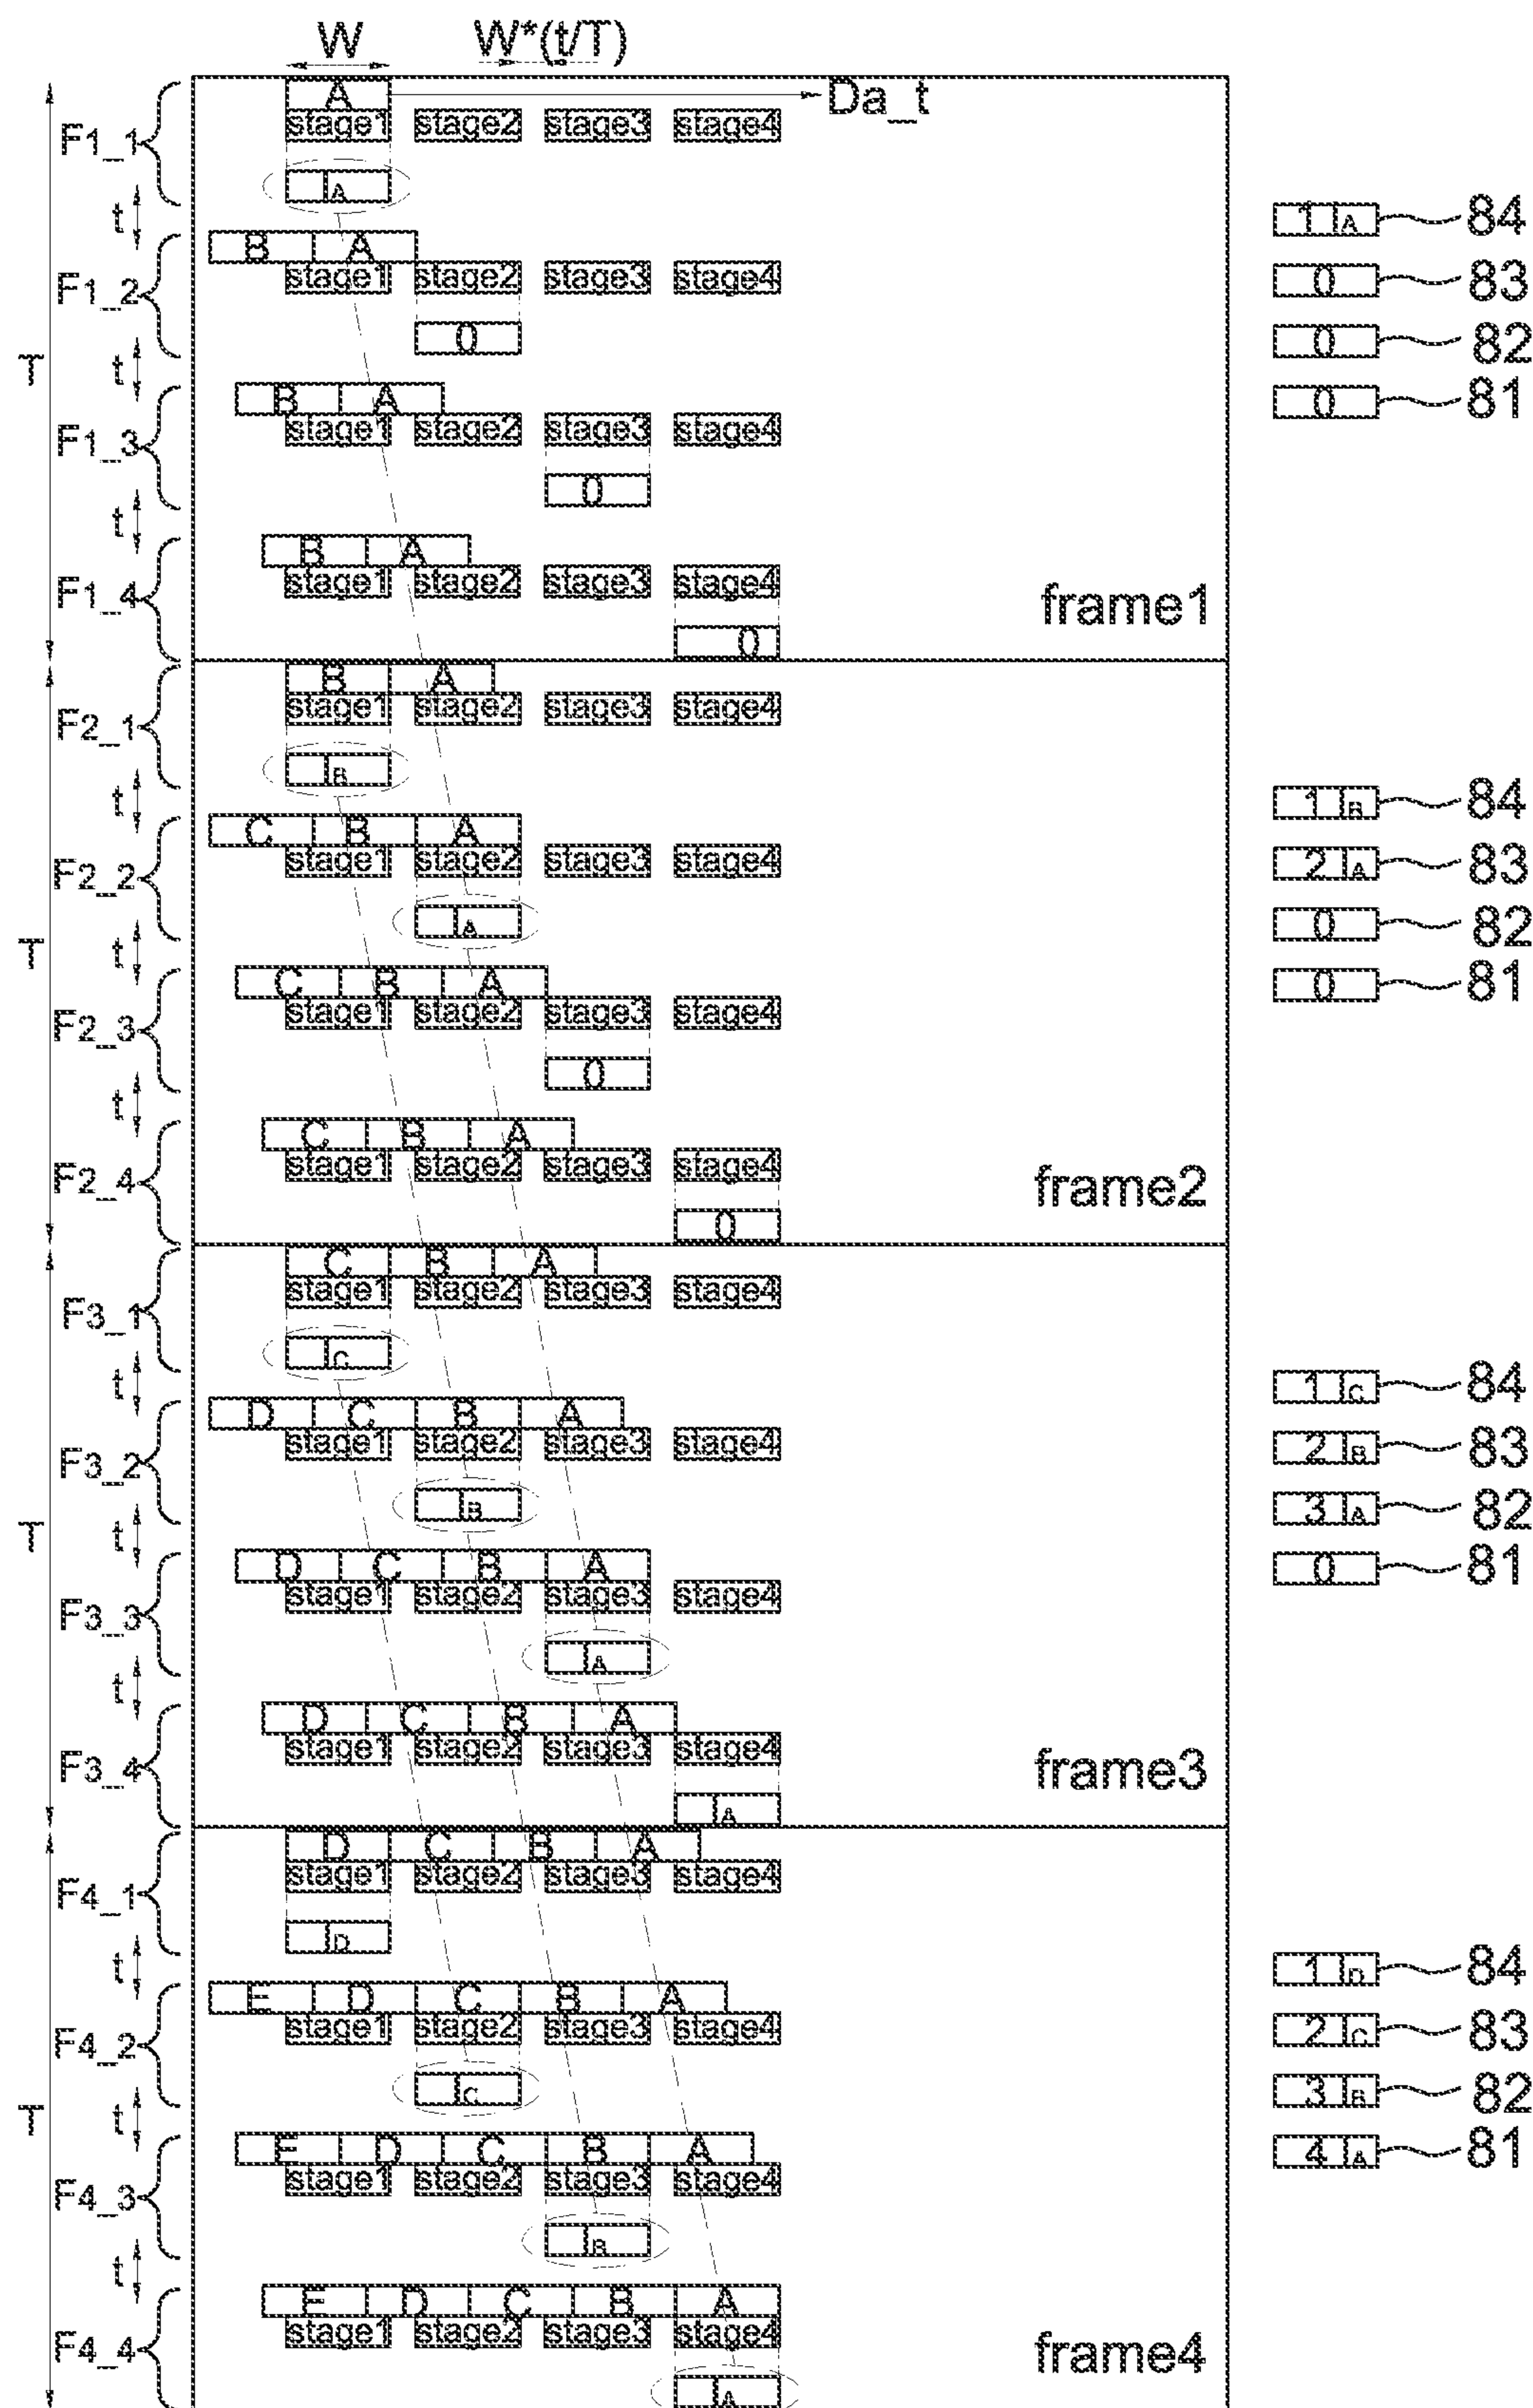 W W*(t/T)
A Da_t
F1_1 stage1 stage2 stage3 stage4
A
t
1 A 84
B A
F1_2 stage1 stage2 stage3 stage4
0 83
0
T t
0 82
B A
0 81
F1_3 stage1 stage2 stage3 stage4
0
t
B A
F1_4 stage1 stage2 stage3 stage4
frame1
0
B A
F2_1 stage1 stage2 stage3 stage4
B
t
1 B 84
C B A
F2_2 stage1 stage2 stage3 stage4
2 A 83
A
T t
0 82
C B A
0 81
F2_3 stage1 stage2 stage3 stage4
0
t
C B A
F2_4 stage1 stage2 stage3 stage4
frame2
0
C B A
F3_1 stage1 stage2 stage3 stage4
C
t
1 C 84
D C B A
F3_2 stage1 stage2 stage3 stage4
2 B 83
B
T t
3 A 82
D C B A
0 81
F3_3 stage1 stage2 stage3 stage4
A
t
D C B A
F3_4 stage1 stage2 stage3 stage4
frame3
A
D C B A
F4_1 stage1 stage2 stage3 stage4
D
t
1 D 84
E D C B A
F4_2 stage1 stage2 stage3 stage4
2 C 83
C
T t
3 B 82
E D C B A
4 A 81
F4_3 stage1 stage2 stage3 stage4
B
t
E D C B A
F4_4 stage1 stage2 stage3 stage4
frame4
A